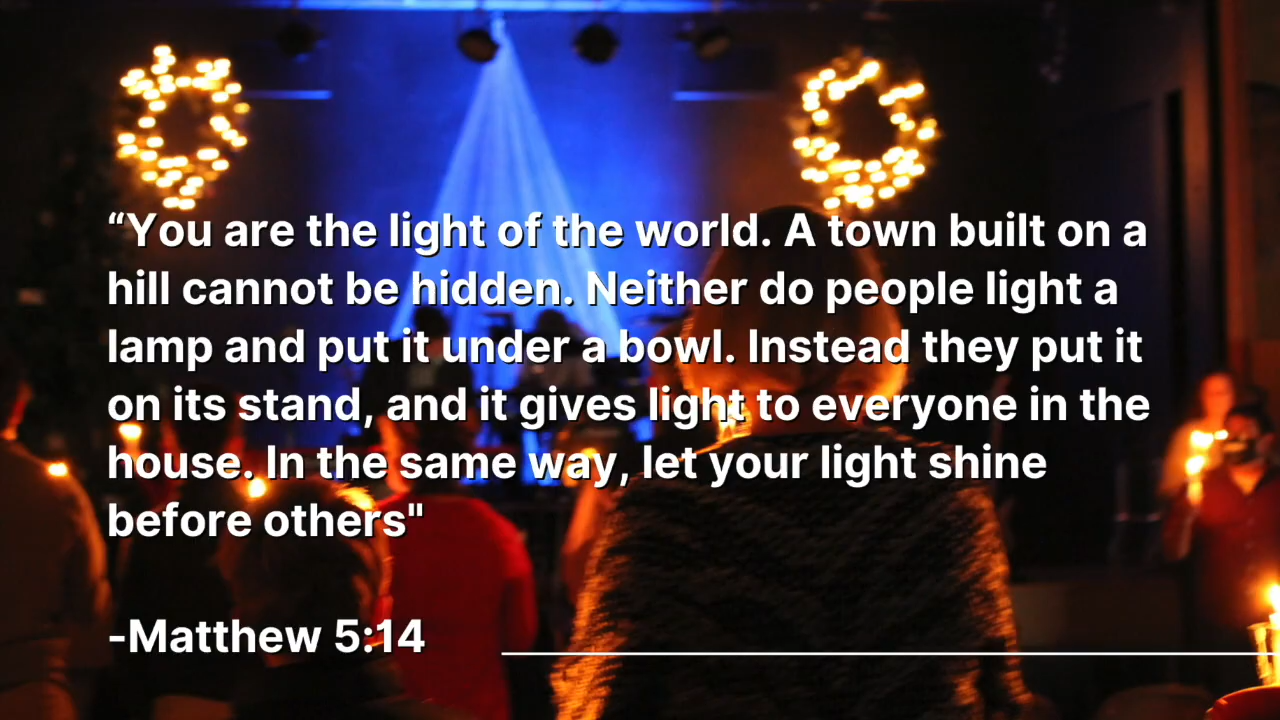 “You are the light of the world. A town built on a
hill cannot be hidden. Neither do people light a
lamp and put it under a bowl. Instead they put it
on its stand, and it gives light to everyone in the
house. In the same way, let your light shine
before others"
-Matthew 5:14